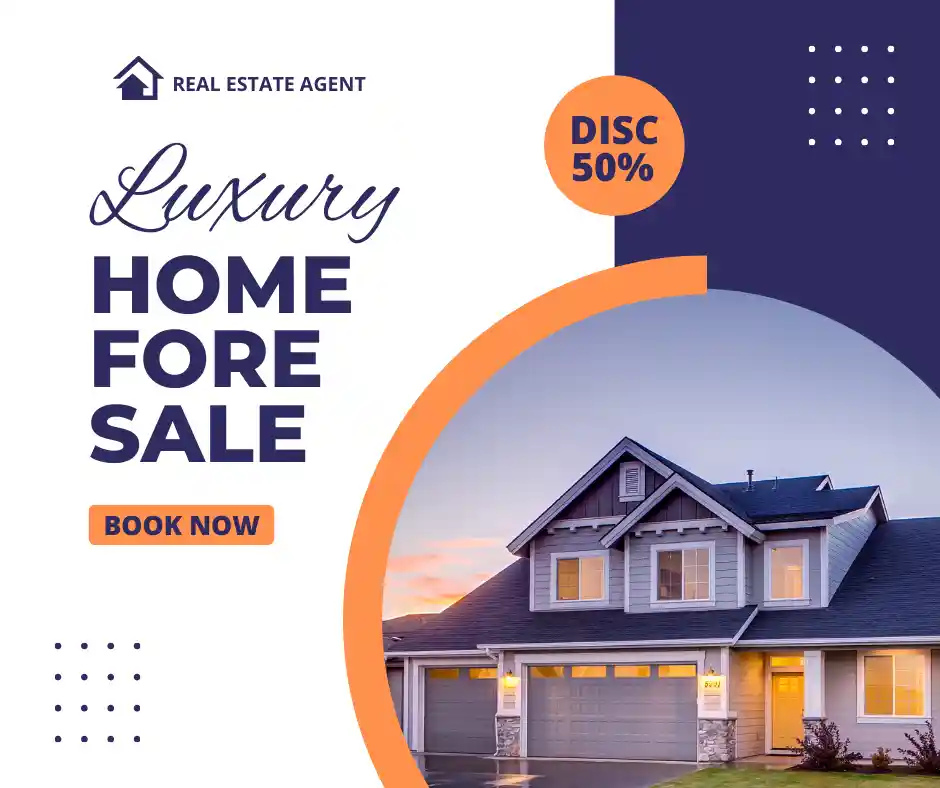 REAL ESTATE AGENT
DISC
50%
Luxury
HOME
FORE
SALE
BOOK NOW